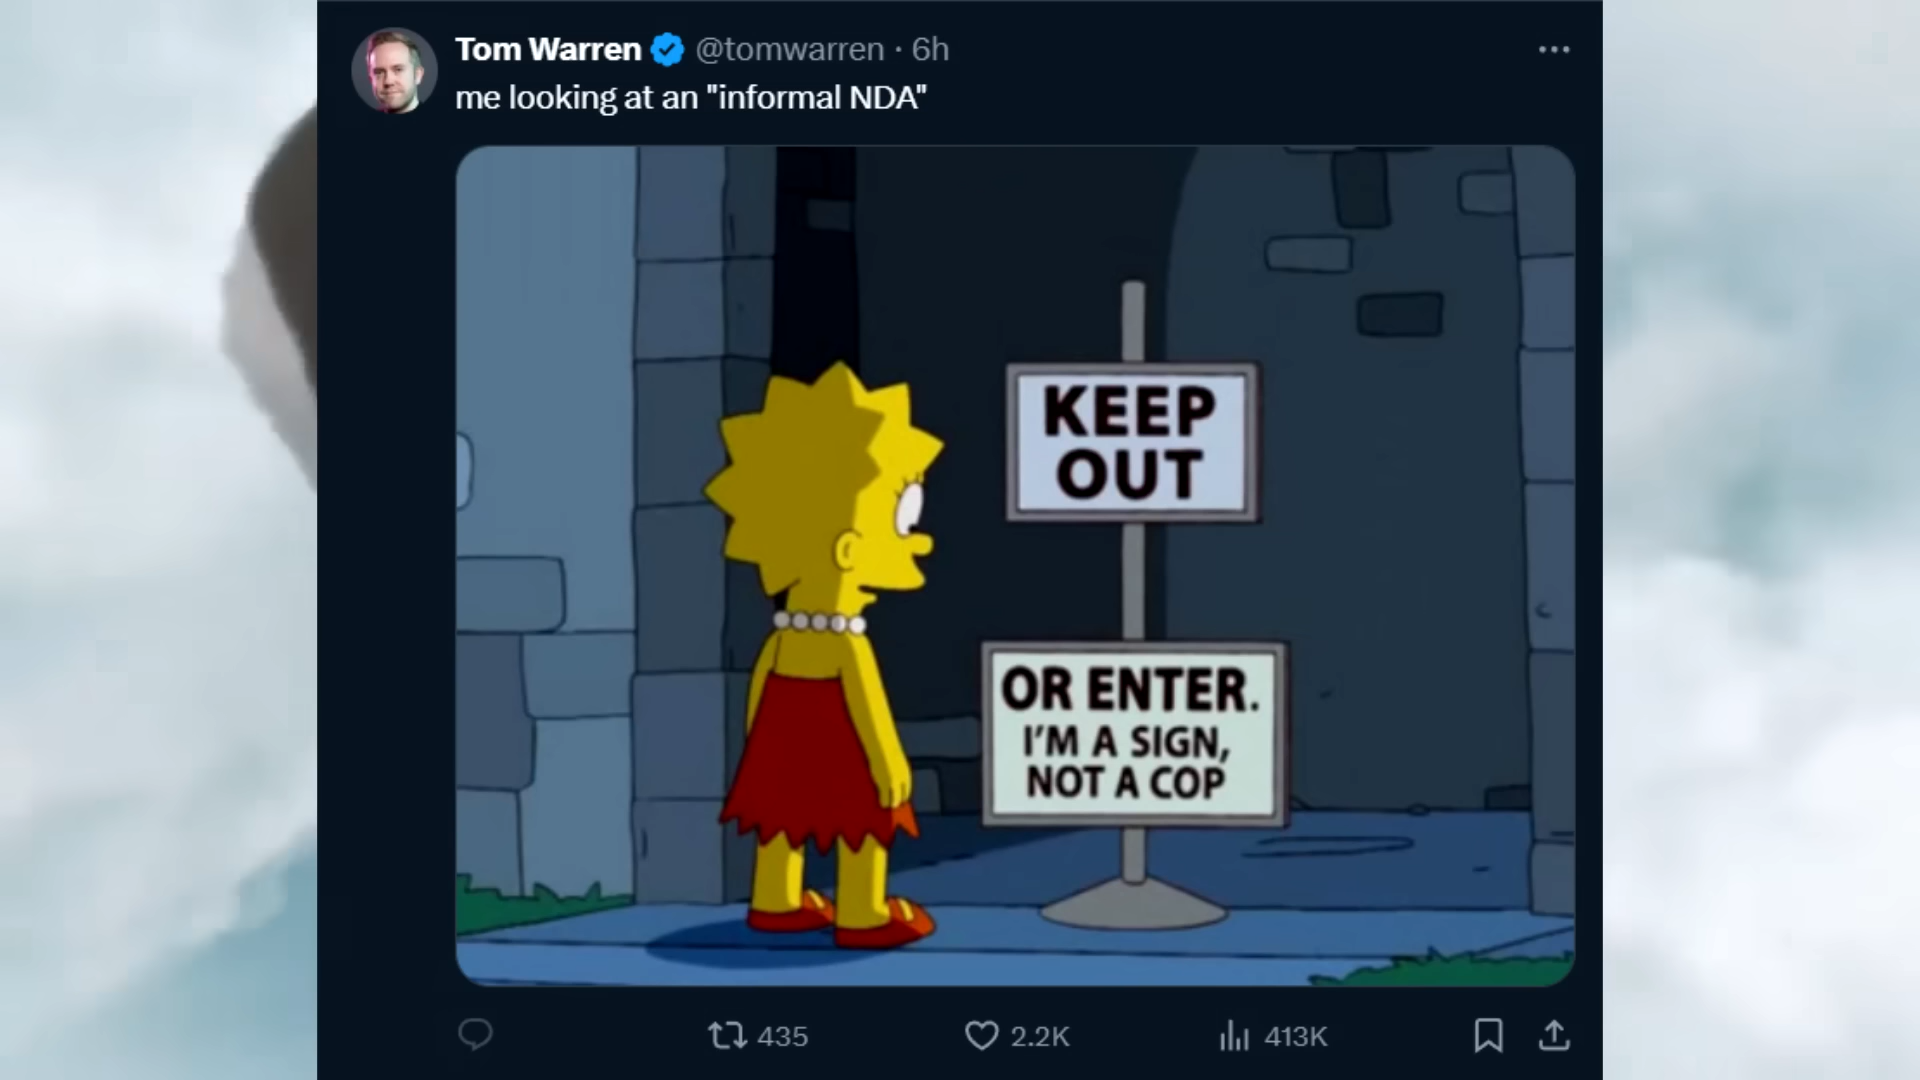 Tom Warren @tomwarren · 6h
me looking at an "informal NDA"
KEEP
OUT
OR ENTER.
I'M A SIGN,
NOT A COP
435 2.2K 413K